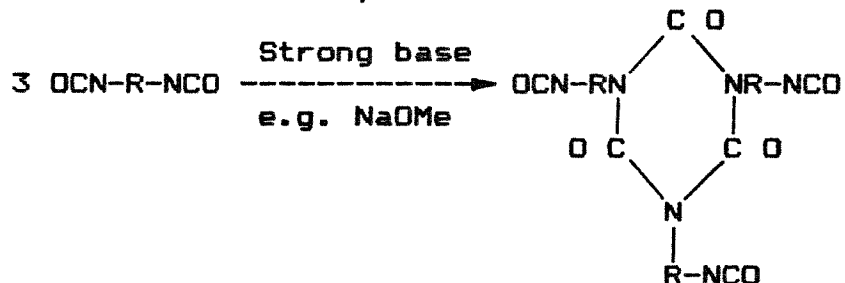 C O
Strong base
3 OCN-R-NCO
OCN-RN
NR-NCO
e.g. NaOMe
O C
C O
N
R-NCO